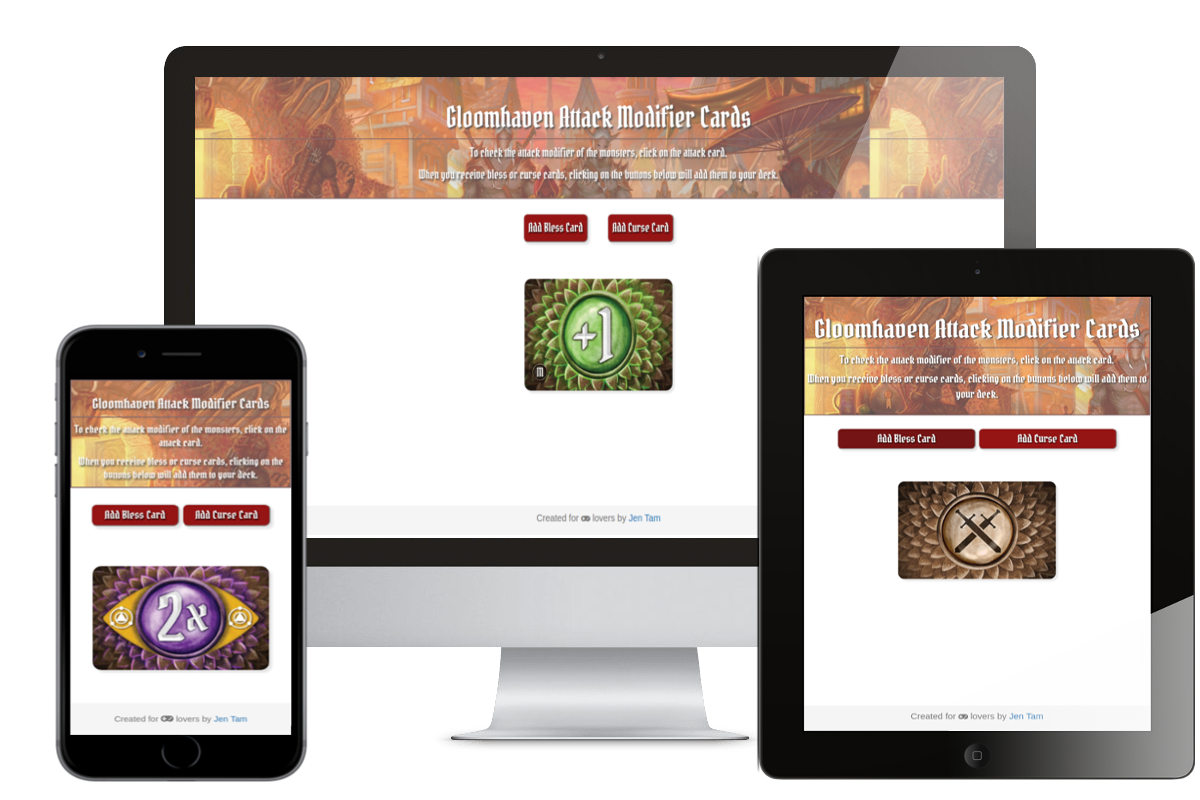 Gloomhaven Attack Modifier Cards
To check the attack modifier of the monsters, click on the attack card.
When you receive bless or curse cards, clicking on the buttons below will add them to your deck.
Add Bless Card
Add Curse Card
+1
M
Created for lovers by Jen Tam
Gloomhaven Attack Modifier Cards
To check the attack modifier of the monsters, click on the
attack card.
When you receive bless or curse cards, clicking on the
buttons below will add them to your deck.
Add Bless Card
Add Curse Card
2x
Created for lovers by Jen Tam
Gloomhaven Attack Modifier Cards
To check the attack modifier of the monsters, click on the attack card.
When you receive bless or curse cards, clicking on the buttons below will add them to
your deck.
Add Bless Card
Add Curse Card
Created for lovers by Jen Tam